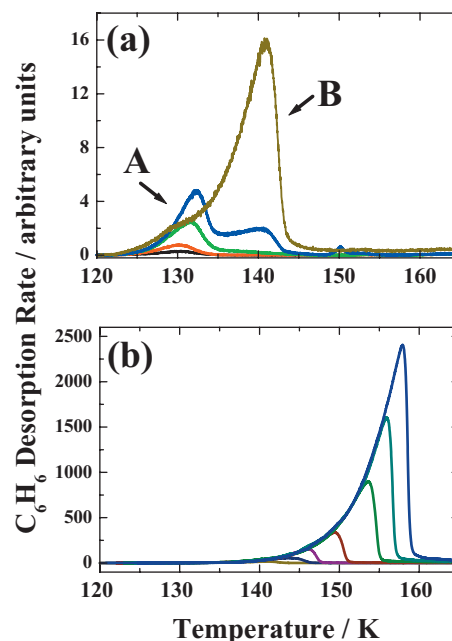 (a)
16
12
8
4
0
A
B
120 130 140 150 160
(b)
2500
2000
1500
1000
500
0
120 130 140 150 160
C₆H₆ Desorption Rate / arbitrary units
Temperature / K